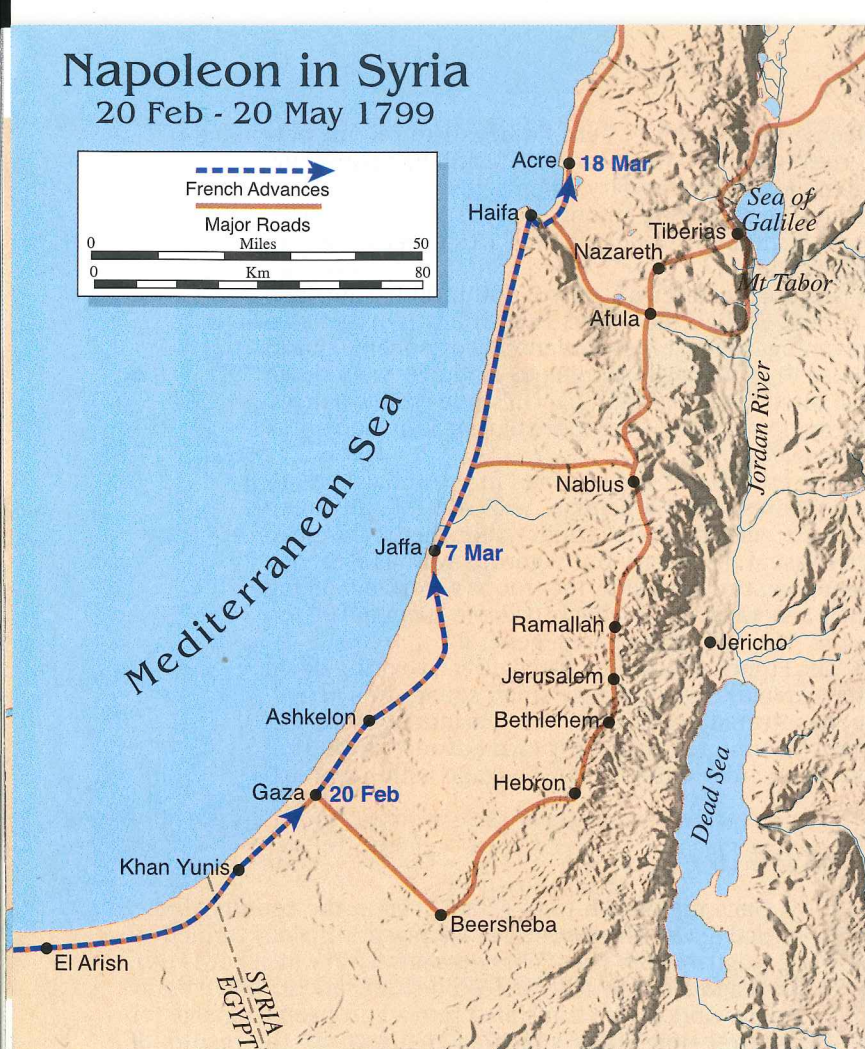 Napoleon in Syria
20 Feb - 20 May 1799
French Advances
Major Roads
0 Miles 50
0 Km 80
Acre 18 Mar
Haifa
Sea of
Galilee
Tiberias
Nazareth
Mt Tabor
Afula
Jordan River
Mediterranean Sea
Nablus
Jaffa 7 Mar
Ramallah
Jericho
Jerusalem
Ashkelon
Bethlehem
Dead Sea
Hebron
Gaza 20 Feb
Khan Yunis
Beersheba
El Arish
SYRIA
EGYPT